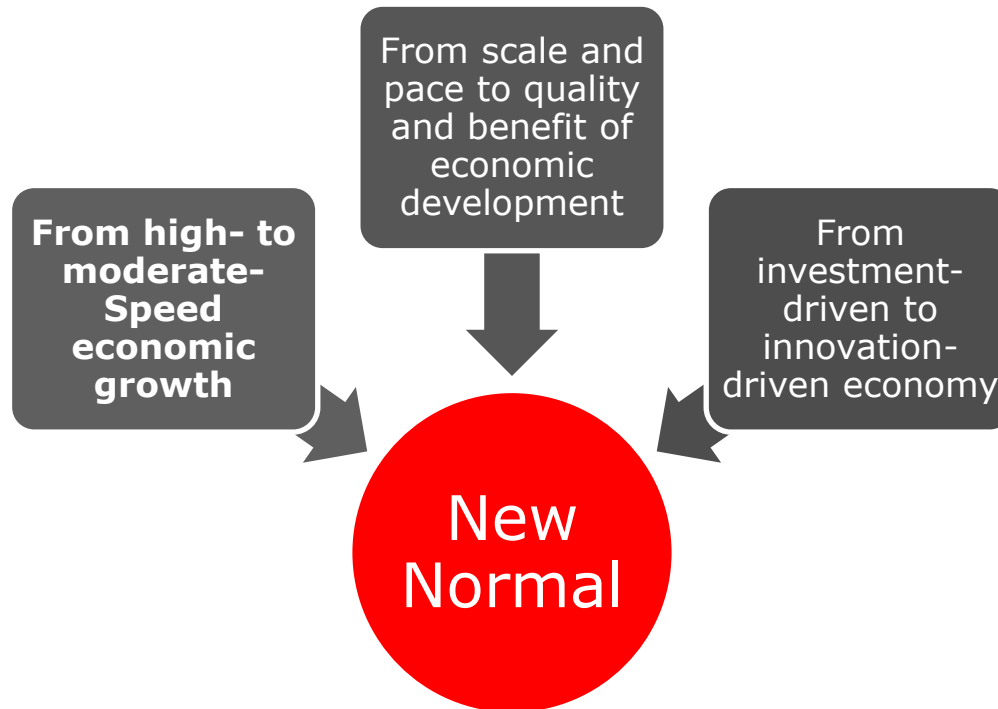 From scale and
pace to quality
and benefit of
economic
development
From high- to
moderate-
Speed
economic
growth
From
investment-
driven to
innovation-
driven economy
New
Normal